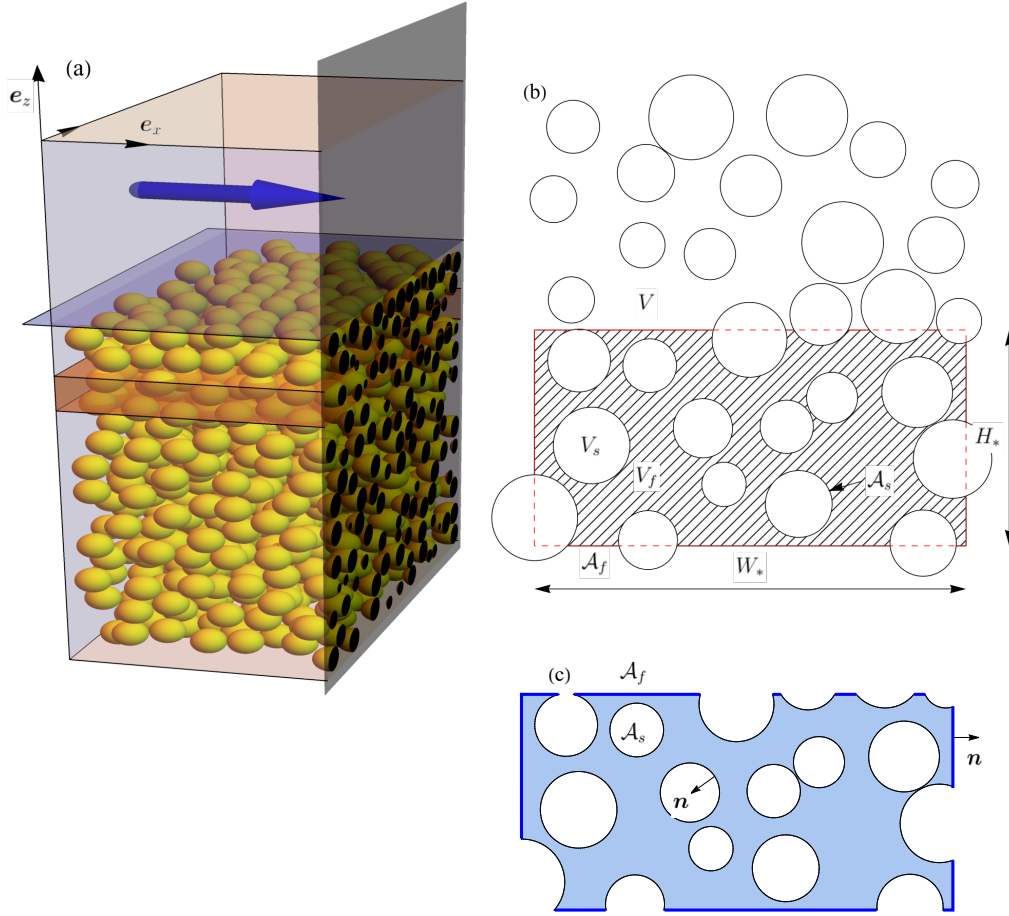 (a)
e_z
e_x
(b)
V
V_s
V_f
𝒜_s
H_*
𝒜_f
W_*
(c)
𝒜_f
𝒜_s
n
n